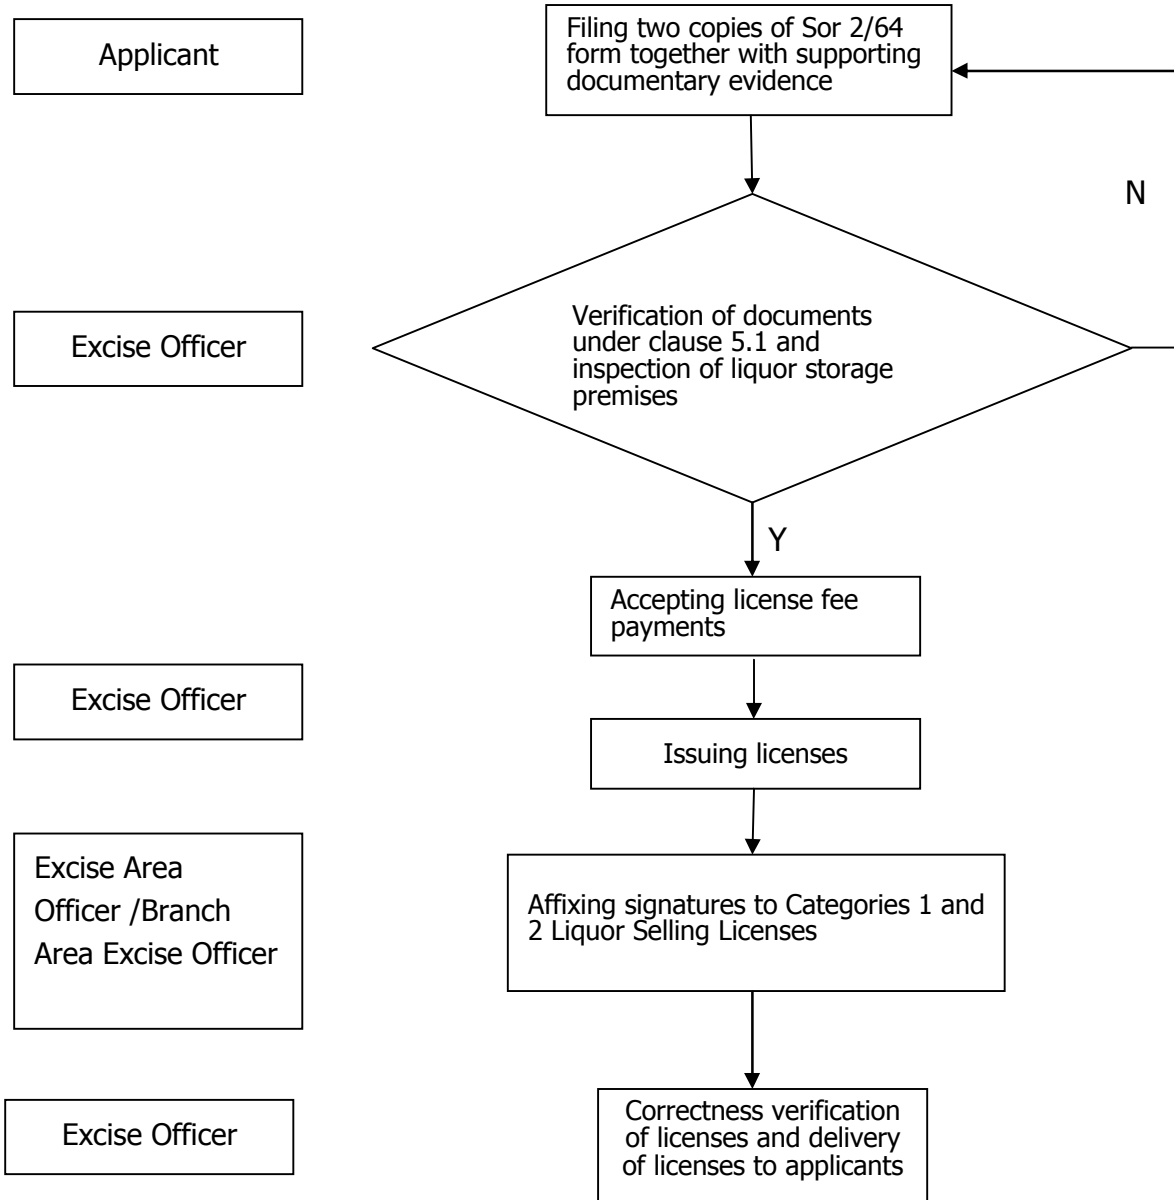 Applicant
Filing two copies of Sor 2/64
form together with supporting
documentary evidence
N
Excise Officer
Verification of documents
under clause 5.1 and
inspection of liquor storage
premises
Y
Accepting license fee
payments
Excise Officer
Issuing licenses
Excise Area
Officer /Branch
Area Excise Officer
Affixing signatures to Categories 1 and
2 Liquor Selling Licenses
Excise Officer
Correctness verification
of licenses and delivery
of licenses to applicants